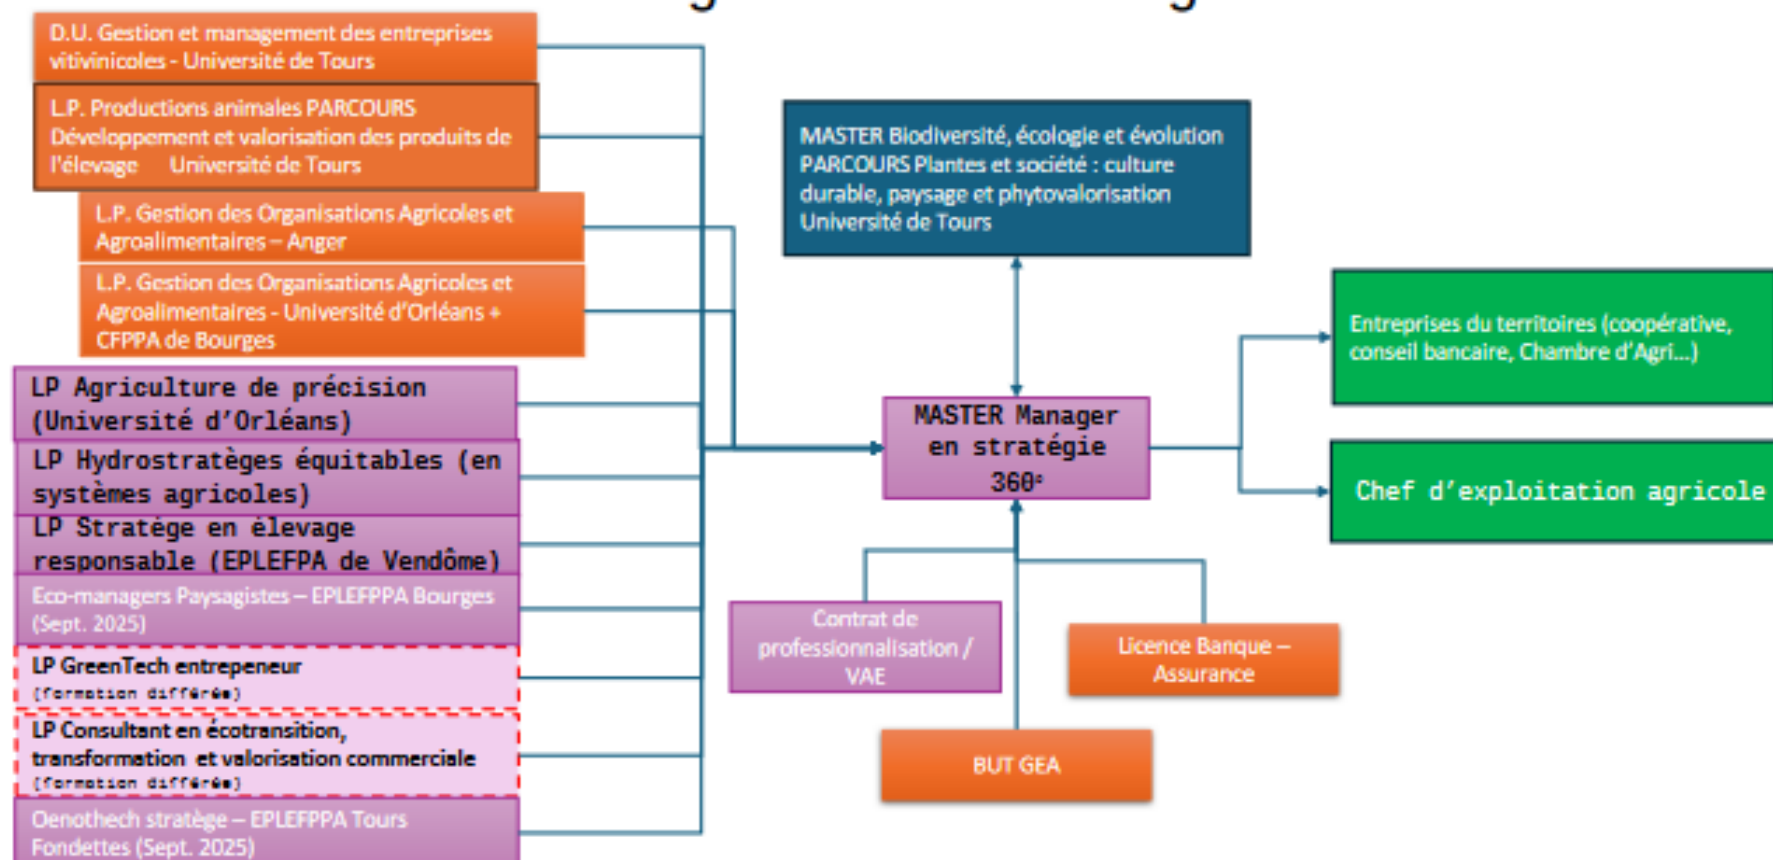 D.U. Gestion et management des entreprises
vitivinicoles - Université de Tours
L.P. Productions animales PARCOURS
Développement et valorisation des produits de
l'élevage Université de Tours
L.P. Gestion des Organisations Agricoles et
Agroalimentaires – Anger
L.P. Gestion des Organisations Agricoles et
Agroalimentaires - Université d'Orléans +
CFPPA de Bourges
LP Agriculture de précision
(Université d'Orléans)
LP Hydrostratèges équitables (en
systèmes agricoles)
LP Stratège en élevage
responsable (EPLEFPA de Vendôme)
Eco-managers Paysagistes – EPLEFPPA Bourges
(Sept. 2025)
LP GreenTech entrepeneur
(formation différée)
LP Consultant en écotransition,
transformation et valorisation commerciale
(formation différée)
Oenothech stratège – EPLEFPPA Tours
Fondettes (Sept. 2025)
MASTER Biodiversité, écologie et évolution
PARCOURS Plantes et société : culture
durable, paysage et phytovalorisation
Université de Tours
MASTER Manager
en stratégie
360°
Contrat de
professionnalisation /
VAE
Licence Banque –
Assurance
BUT GEA
Entreprises du territoires (coopérative,
conseil bancaire, Chambre d'Agri...)
Chef d'exploitation agricole